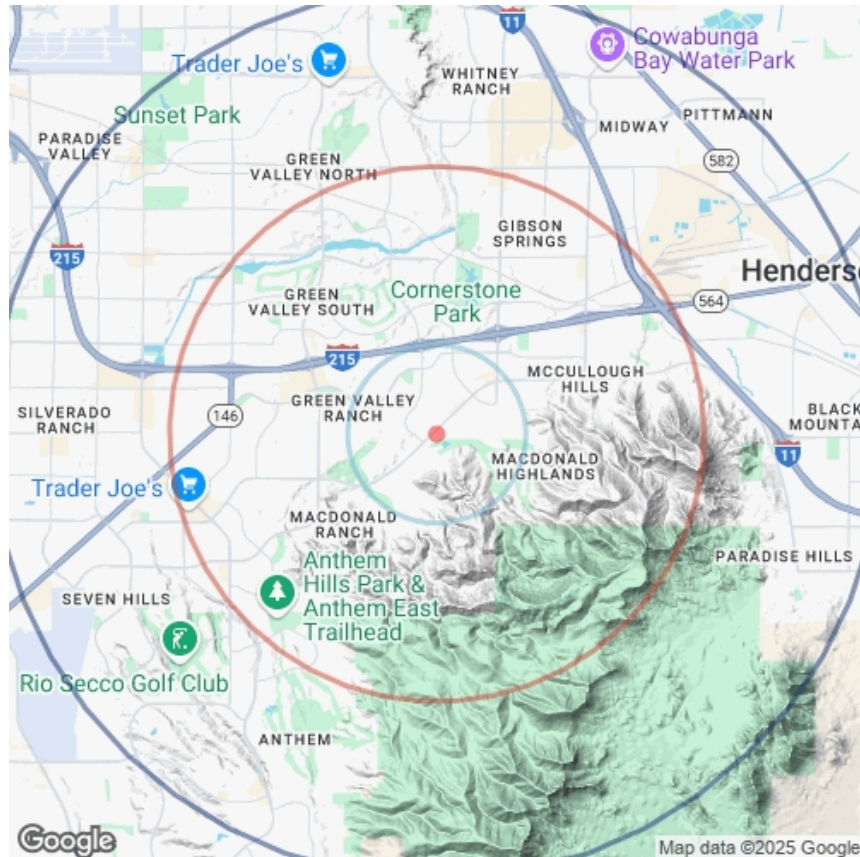 11
Trader Joe's
Cowabunga
Bay Water Park
WHITNEY
RANCH
Sunset Park
PITTMANN
MIDWAY
PARADISE
VALLEY
GREEN
VALLEY NORTH
582
GIBSON
SPRINGS
215
Henderso
GREEN
VALLEY SOUTH
Cornerstone
Park
564
215
MCCULLOUGH
HILLS
SILVERADO
RANCH
146
GREEN VALLEY
RANCH
BLACK
MOUNTA
11
MACDONALD
HIGHLANDS
Trader Joe's
MACDONALD
RANCH
PARADISE HILLS
Anthem
Hills Park &
Anthem East
Trailhead
SEVEN HILLS
Rio Secco Golf Club
ANTHEM
Google
Map data ©2025 Google